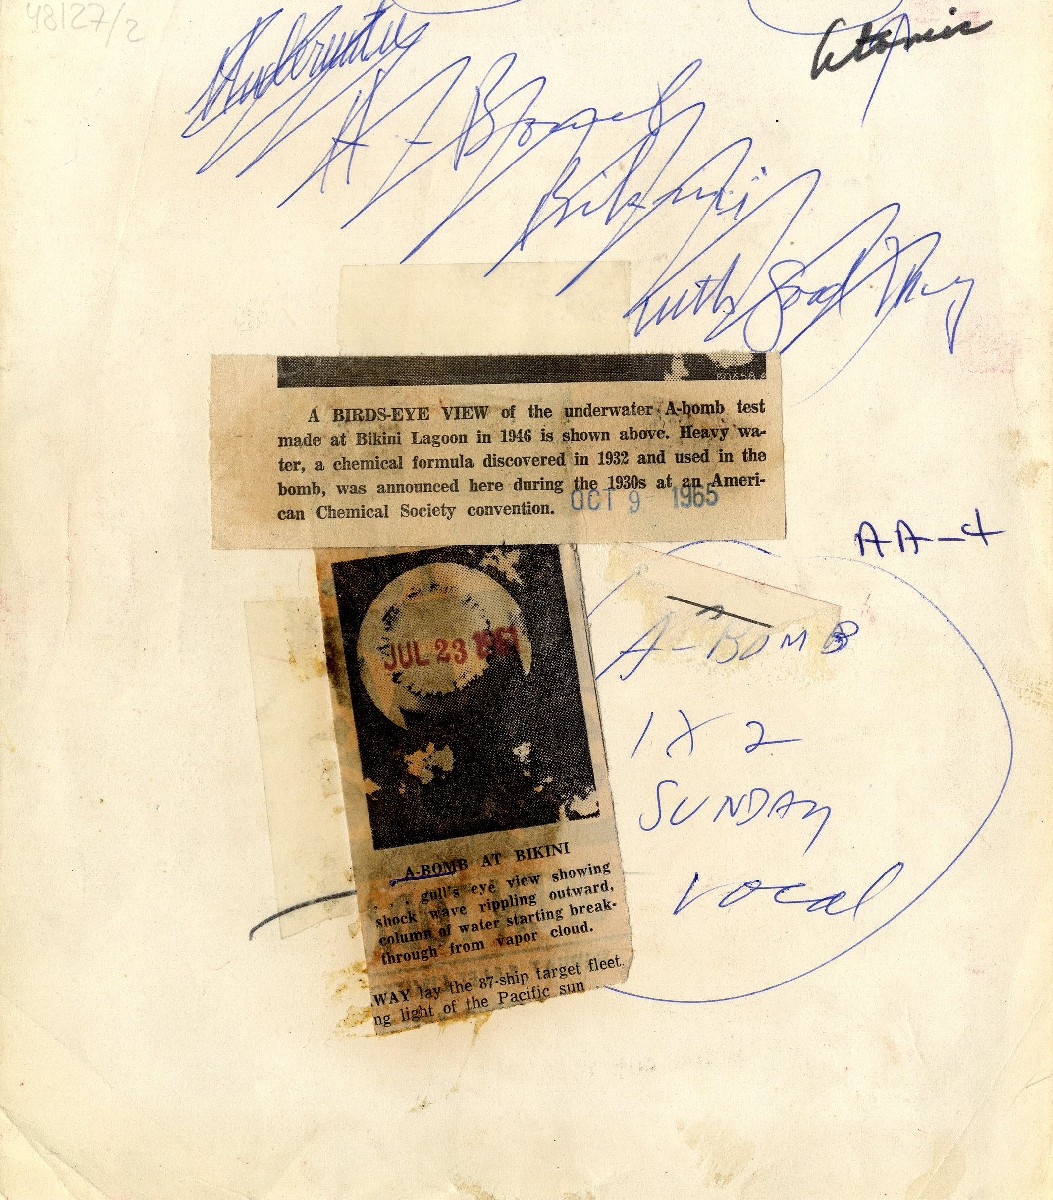 48127/2
Atomic
Underwater
A-Bomb
Bikini
Ruth Good
A BIRDS-EYE VIEW of the underwater A-bomb test
made at Bikini Lagoon in 1946 is shown above. Heavy wa-
ter, a chemical formula discovered in 1932 and used in the
bomb, was announced here during the 1930s at an Ameri-
can Chemical Society convention.
OCT 9 1965
AA-4
JUL 23 1961
A-BOMB
1 X 2
SUNDAY
vocal
A-BOMB AT BIKINI
. . . gull's eye view showing
shock wave rippling outward,
column of water starting break-
through from vapor cloud.
WAY lay the 87-ship target fleet.
ng light of the Pacific sun